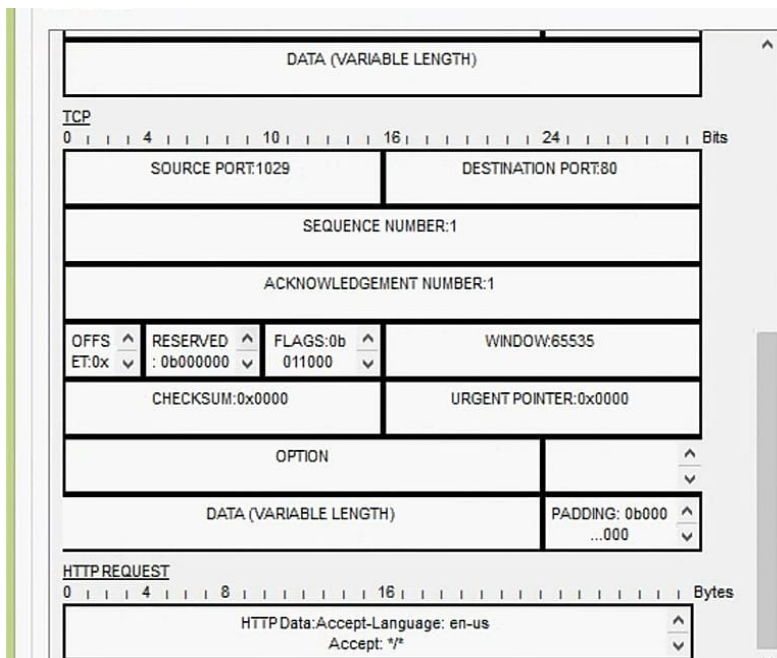 DATA (VARIABLE LENGTH)
TCP
0 4 10 16 24 Bits
SOURCE PORT:1029 DESTINATION PORT:80
SEQUENCE NUMBER:1
ACKNOWLEDGEMENT NUMBER:1
OFFS RESERVED FLAGS:0b WINDOW:65535
ET:0x : 0b000000 011000
CHECKSUM:0x0000 URGENT POINTER:0x0000
OPTION
DATA (VARIABLE LENGTH) PADDING: 0b000
...000
HTTP REQUEST
0 4 8 16 Bytes
HTTP Data:Accept-Language: en-us
Accept: */*